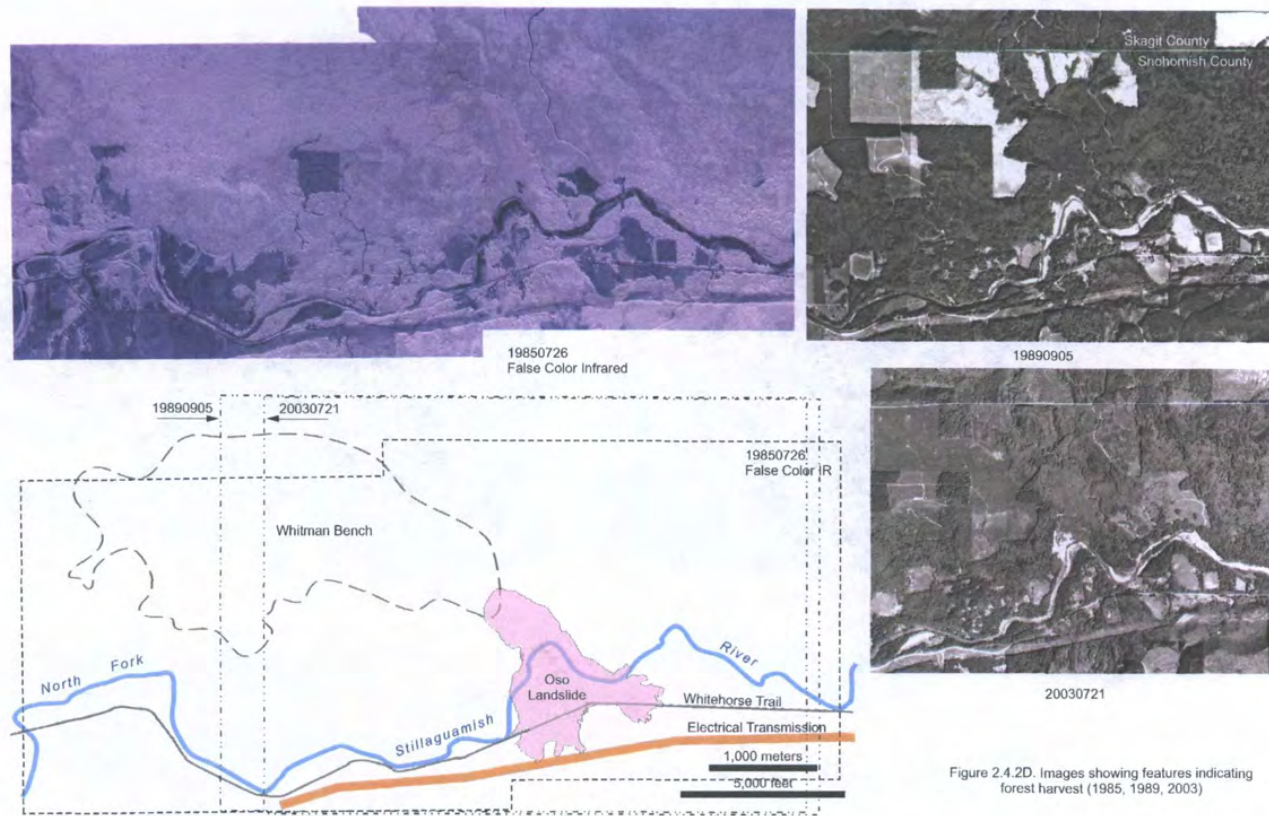 Skagit County
Snohomish County
19850726
False Color Infrared
19890905
19890905
20030721
19850726
False Color IR
Whitman Bench
North
Fork
River
Oso
Landslide
Whitehorse Trail
Stillaguamish
Electrical Transmission
1,000 meters
5,000 feet
20030721
Figure 2.4.2D. Images showing features indicating
forest harvest (1985, 1989, 2003)